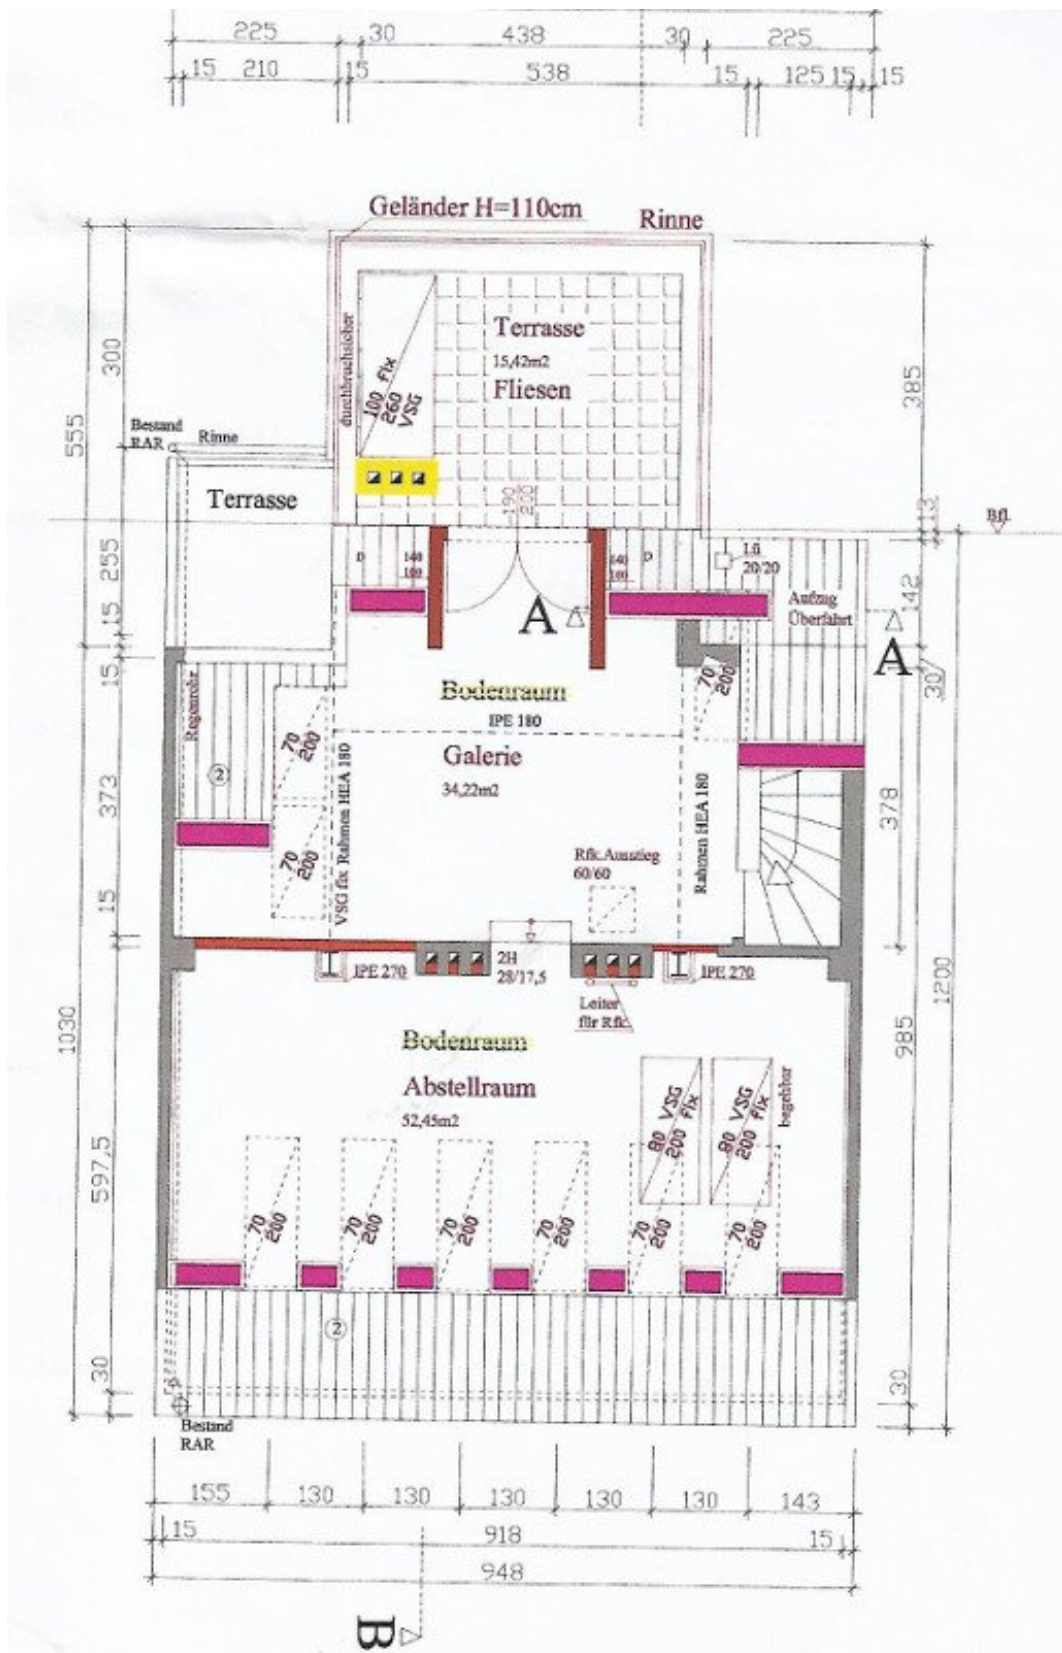 225
30
438
30
225
15
210
15
538
15
125
15
15
Geländer H=110cm
Rinne
durchbruchsicher
100 fix
260
VSG
Terrasse
15,42m2
Fliesen
300
555
385
Bestand
RAR
Rinne
Terrasse
190
13
Bfl.
255
15
D
140
100
140
100
D
Lü
20/20
142
Aufzug
Überfahrt
A
A
15
30
Regenrohr
Bodenraum
IPE 180
70
200
70
200
Galerie
34,22m2
2
373
VSG fix Rahmen HEA 180
Rahmen HEA 180
378
70
200
Rfk.Ausstieg
60/60
15
IPE 270
2H
28/17,5
IPE 270
Leiter
für Rfk.
1030
1200
985
Bodenraum
Abstellraum
52,45m2
80 VSG
200 fix
80 VSG
200 fix
begehbar
597,5
70
200
70
200
70
200
70
200
70
200
70
200
2
30
30
Bestand
RAR
155
130
130
130
130
130
143
15
918
15
948
B